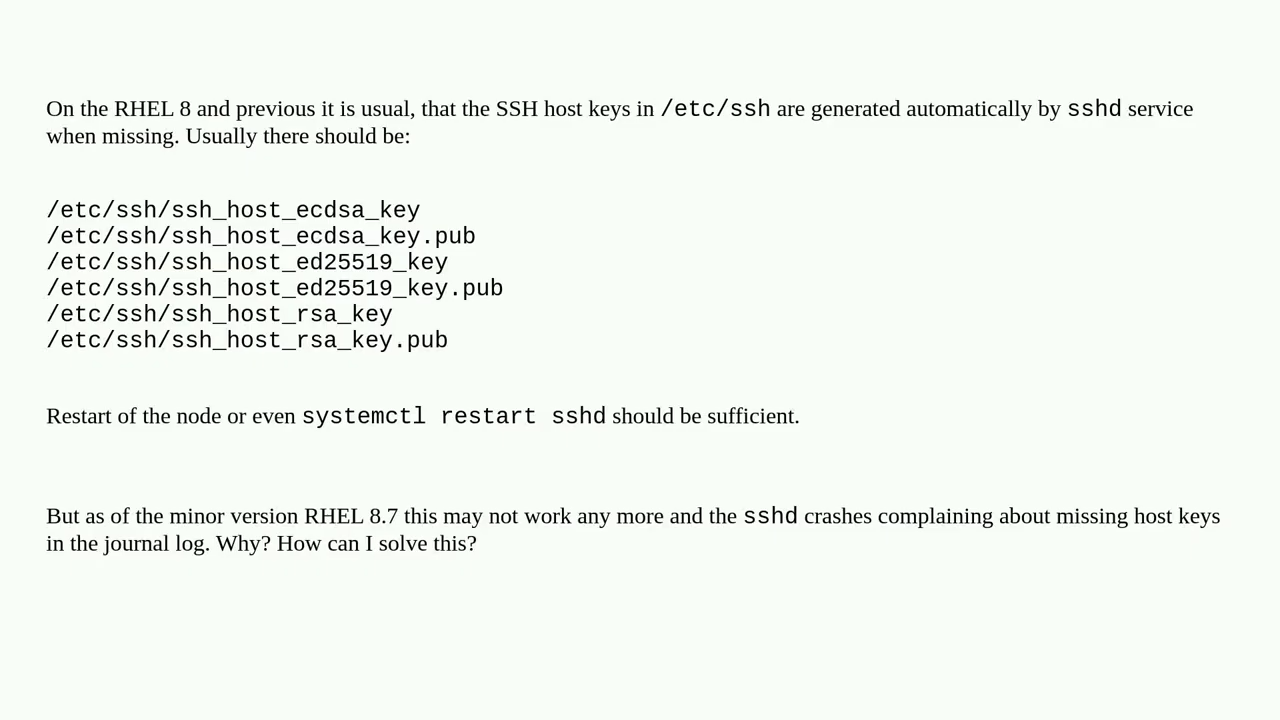 On the RHEL 8 and previous it is usual, that the SSH host keys in /etc/ssh are generated automatically by sshd service
when missing. Usually there should be:
/etc/ssh/ssh_host_ecdsa_key
/etc/ssh/ssh_host_ecdsa_key.pub
/etc/ssh/ssh_host_ed25519_key
/etc/ssh/ssh_host_ed25519_key.pub
/etc/ssh/ssh_host_rsa_key
/etc/ssh/ssh_host_rsa_key.pub
Restart of the node or even systemctl restart sshd should be sufficient.
But as of the minor version RHEL 8.7 this may not work any more and the sshd crashes complaining about missing host keys
in the journal log. Why? How can I solve this?